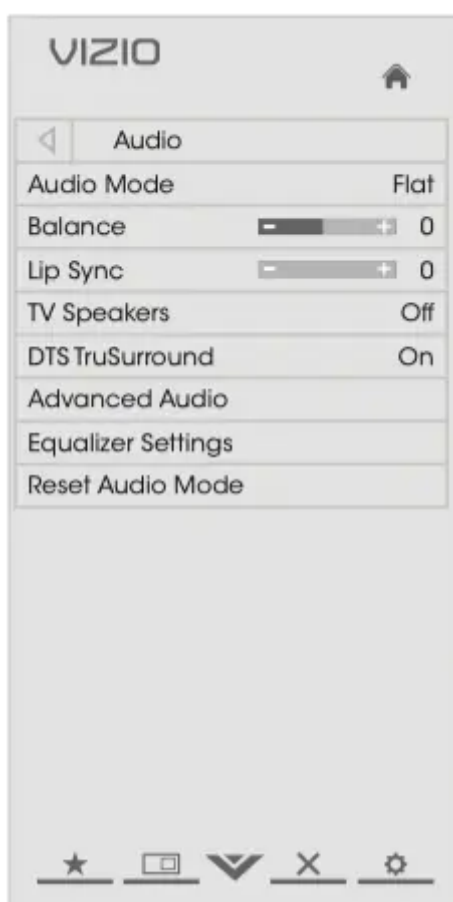 VIZIO
Audio
Audio Mode Flat
Balance - + 0
Lip Sync - + 0
TV Speakers Off
DTS TruSurround On
Advanced Audio
Equalizer Settings
Reset Audio Mode